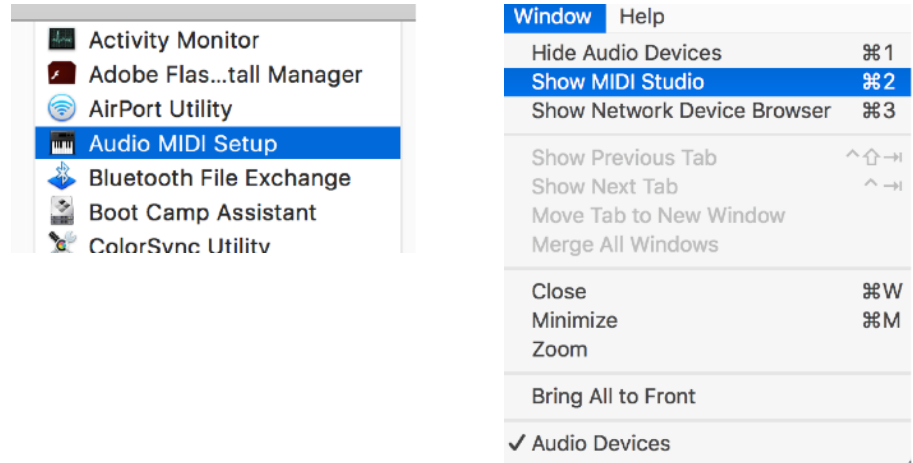 Activity Monitor
Adobe Flas...tall Manager
AirPort Utility
Audio MIDI Setup
Bluetooth File Exchange
Boot Camp Assistant
ColorSync Utility
Window Help
Hide Audio Devices ⌘1
Show MIDI Studio ⌘2
Show Network Device Browser ⌘3
Show Previous Tab ^⇧⇥
Show Next Tab ^⇥
Move Tab to New Window
Merge All Windows
Close ⌘W
Minimize ⌘M
Zoom
Bring All to Front
✓ Audio Devices